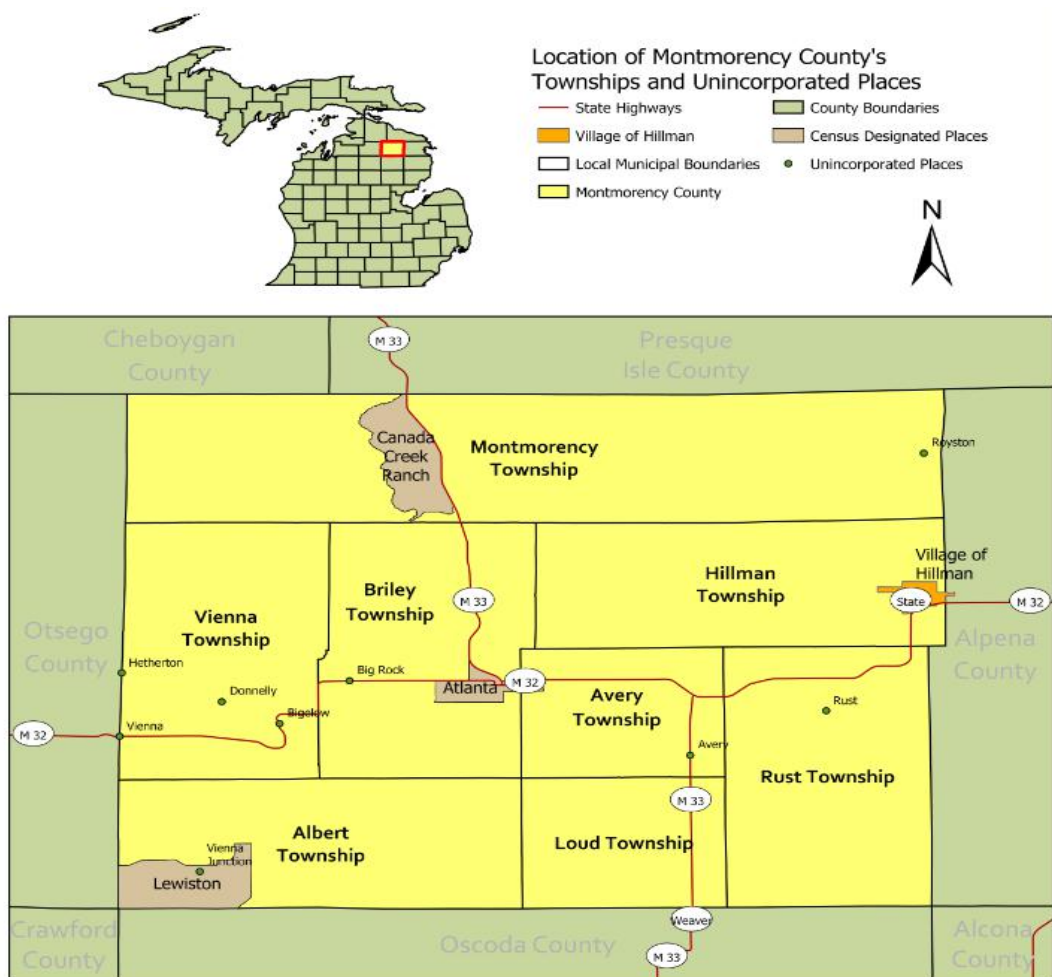 Location of Montmorency County's
Townships and Unincorporated Places
State Highways
County Boundaries
Village of Hillman
Census Designated Places
Local Municipal Boundaries
Unincorporated Places
Montmorency County
N
Cheboygan
County
M 33
Presque
Isle County
Canada
Creek
Ranch
Montmorency
Township
Royston
Village of
Hillman
Hillman
Township
Briley
Township
M 33
State
M 32
Vienna
Township
Otsego
County
Alpena
County
Hetherton
Big Rock
Atlanta
M 32
Donnelly
Avery
Township
Rust
Bigelow
Vienna
M 32
Avery
Rust Township
M 33
Albert
Township
Loud Township
Vienna
Junction
Lewiston
Crawford
County
Oscoda County
Weaver
M 33
Alcona
County